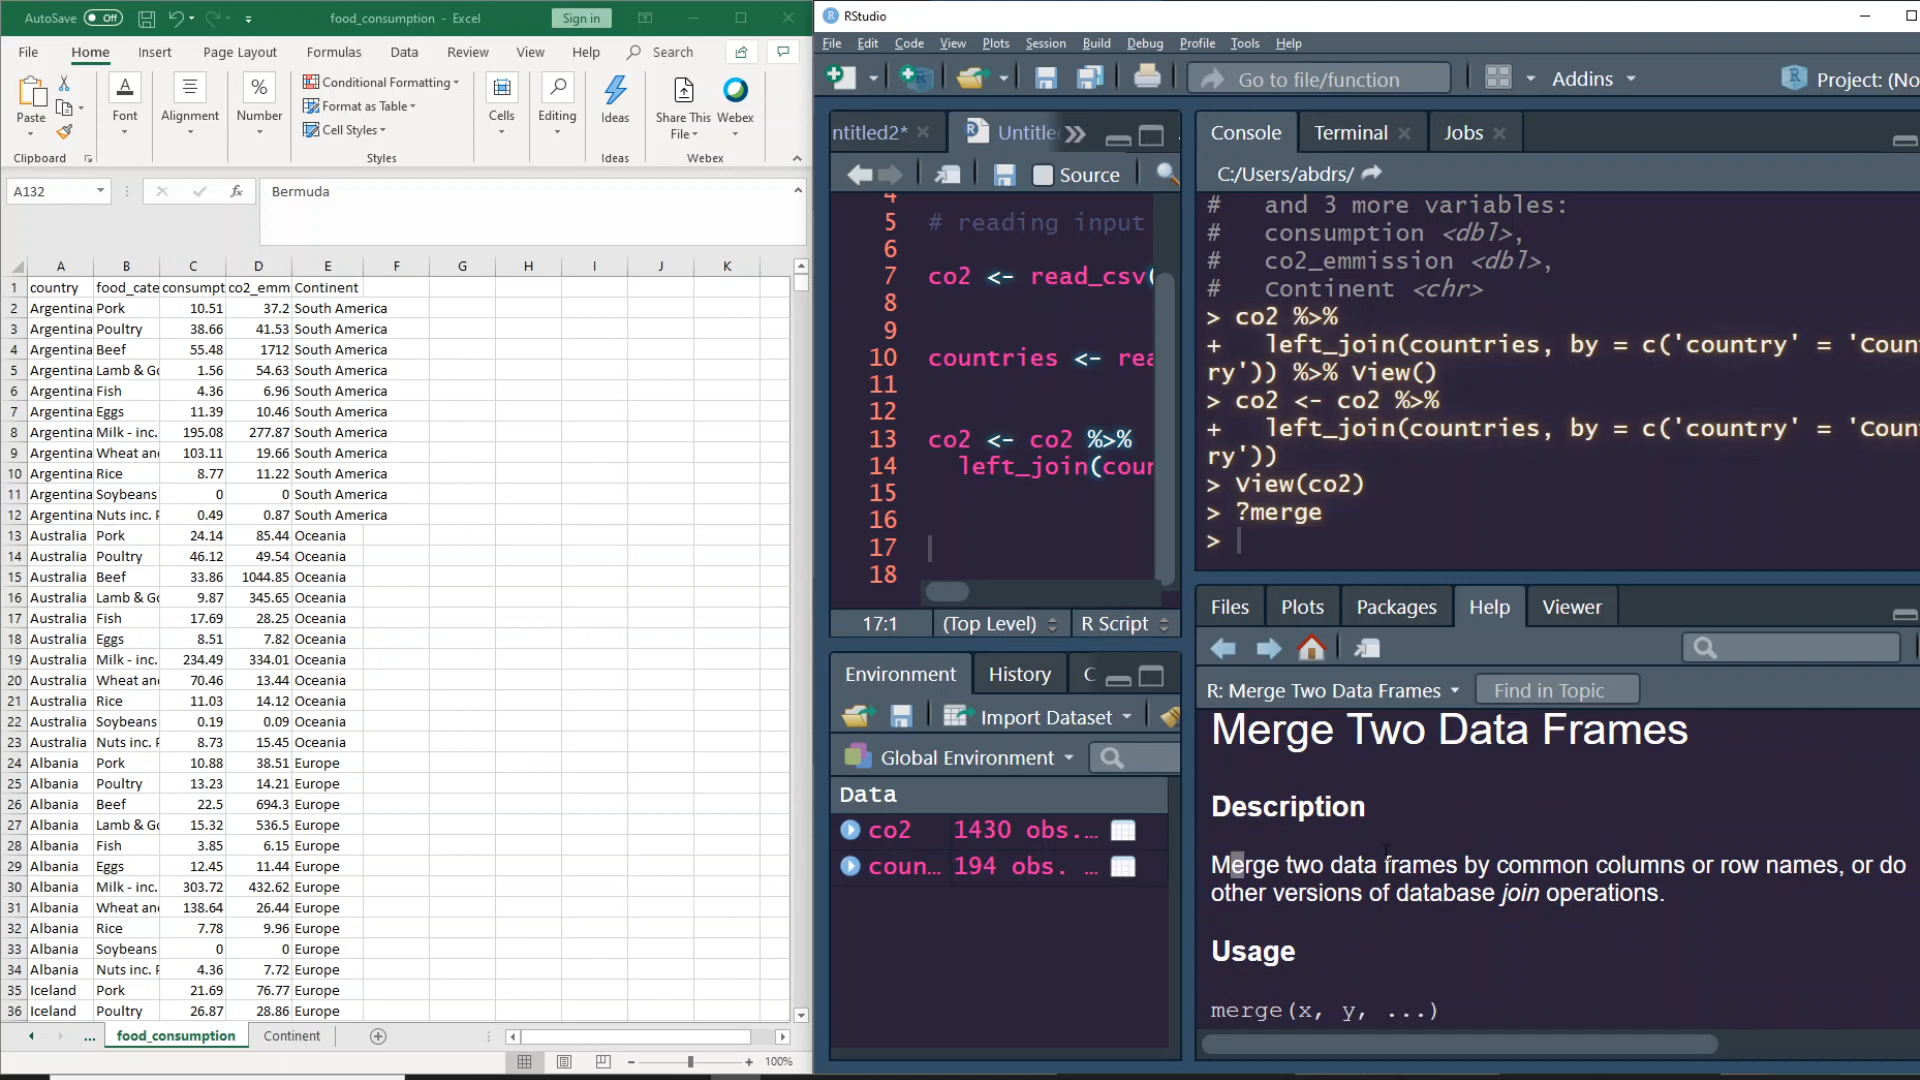 AutoSave Off food_consumption - Excel Sign in
File Home Insert Page Layout Formulas Data Review View Help Search
Paste Font Alignment Number Conditional Formatting Format as Table Cell Styles Cells Editing Ideas Share This File Webex
Clipboard Styles Ideas Webex
A132 fx Bermuda
A B C D E F G H I J K
1 country food_cate consumpt co2_emm Continent
2 Argentina Pork 10.51 37.2 South America
3 Argentina Poultry 38.66 41.53 South America
4 Argentina Beef 55.48 1712 South America
5 Argentina Lamb & Go 1.56 54.63 South America
6 Argentina Fish 4.36 6.96 South America
7 Argentina Eggs 11.39 10.46 South America
8 Argentina Milk - inc. 195.08 277.87 South America
9 Argentina Wheat and 103.11 19.66 South America
10 Argentina Rice 8.77 11.22 South America
11 Argentina Soybeans 0 0 South America
12 Argentina Nuts inc. P 0.49 0.87 South America
13 Australia Pork 24.14 85.44 Oceania
14 Australia Poultry 46.12 49.54 Oceania
15 Australia Beef 33.86 1044.85 Oceania
16 Australia Lamb & Go 9.87 345.65 Oceania
17 Australia Fish 17.69 28.25 Oceania
18 Australia Eggs 8.51 7.82 Oceania
19 Australia Milk - inc. 234.49 334.01 Oceania
20 Australia Wheat and 70.46 13.44 Oceania
21 Australia Rice 11.03 14.12 Oceania
22 Australia Soybeans 0.19 0.09 Oceania
23 Australia Nuts inc. P 8.73 15.45 Oceania
24 Albania Pork 10.88 38.51 Europe
25 Albania Poultry 13.23 14.21 Europe
26 Albania Beef 22.5 694.3 Europe
27 Albania Lamb & Go 15.32 536.5 Europe
28 Albania Fish 3.85 6.15 Europe
29 Albania Eggs 12.45 11.44 Europe
30 Albania Milk - inc. 303.72 432.62 Europe
31 Albania Wheat and 138.64 26.44 Europe
32 Albania Rice 7.78 9.96 Europe
33 Albania Soybeans 0 0 Europe
34 Albania Nuts inc. P 4.36 7.72 Europe
35 Iceland Pork 21.69 76.77 Europe
36 Iceland Poultry 26.87 28.86 Europe
... food_consumption Continent
100%
RStudio
File Edit Code View Plots Session Build Debug Profile Tools Help
Go to file/function Addins Project: (No
ntitled2* Untitle
Source
4
5 # reading input
6
7 co2 <- read_csv(
8
9
10 countries <- rea
11
12
13 co2 <- co2 %>%
14 left_join(cour
15
16
17
18
17:1 (Top Level) R Script
Environment History C
Import Dataset
Global Environment
Data
co2 1430 obs....
coun... 194 obs. ...
Console Terminal Jobs
C:/Users/abdrs/
# and 3 more variables:
# consumption <dbl>,
# co2_emmission <dbl>,
# Continent <chr>
> co2 %>%
+ left_join(countries, by = c('country' = 'Coun
ry')) %>% View()
> co2 <- co2 %>%
+ left_join(countries, by = c('country' = 'Coun
ry'))
> View(co2)
> ?merge
>
Files Plots Packages Help Viewer
R: Merge Two Data Frames Find in Topic
Merge Two Data Frames
Description
Merge two data frames by common columns or row names, or do
other versions of database join operations.
Usage
merge(x, y, ...)